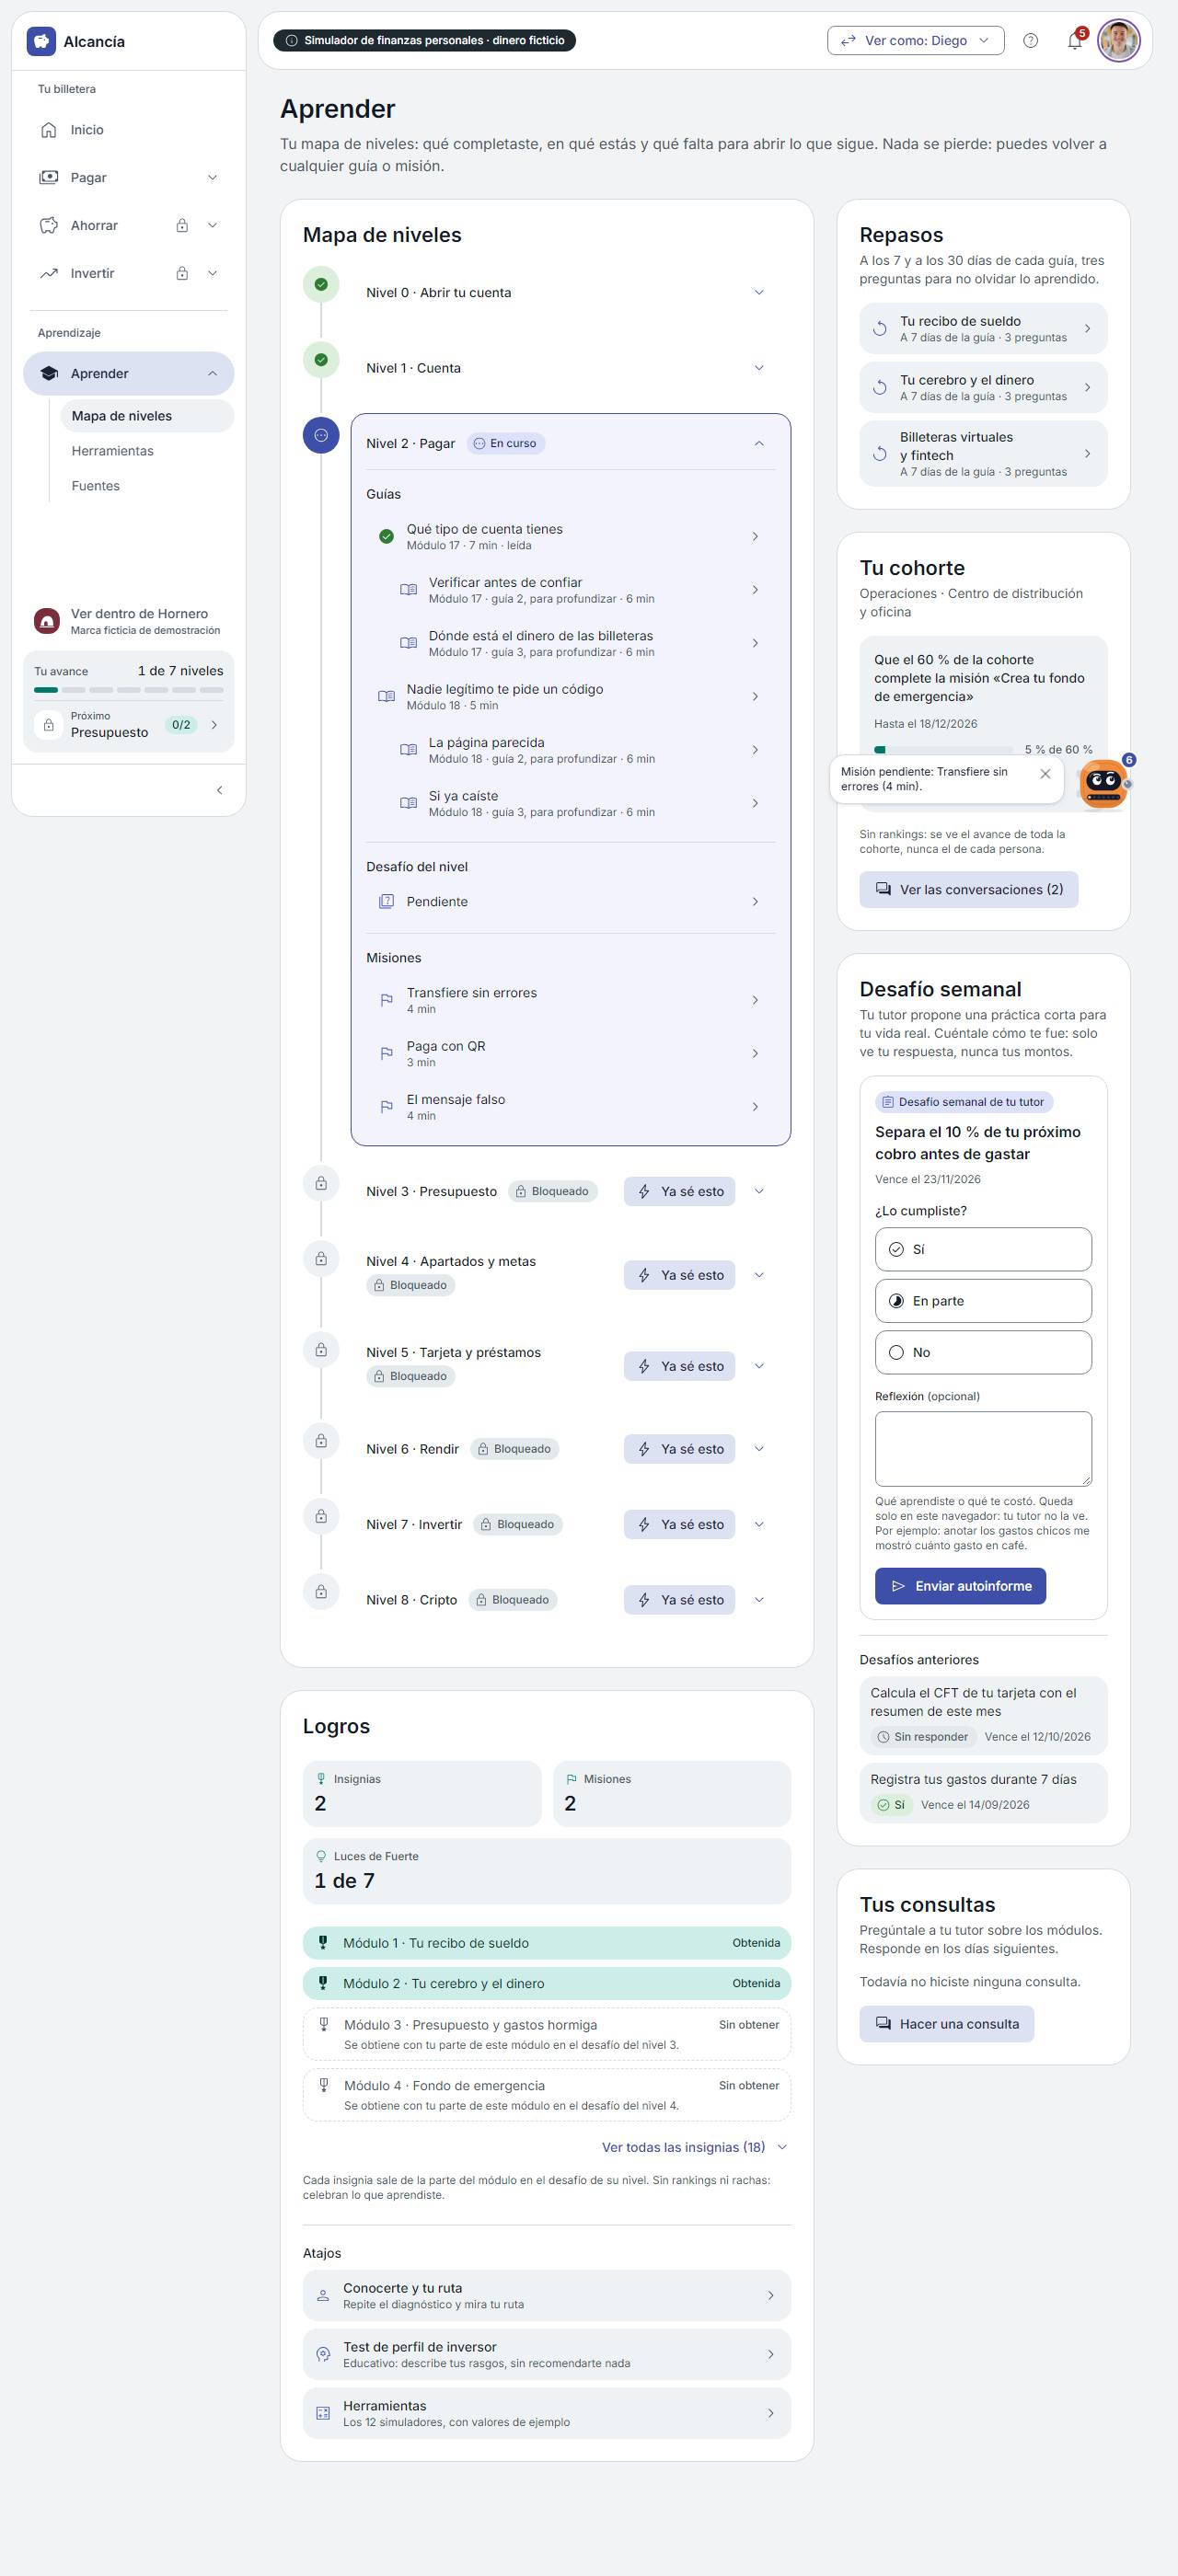 Alcancía
Tu billetera
Inicio
Pagar
Ahorrar
Invertir
Aprendizaje
Aprender
Mapa de niveles
Herramientas
Fuentes
Ver dentro de Hornero
Marca ficticia de demostración
Tu avance
1 de 7 niveles
Próximo
Presupuesto
0/2
Simulador de finanzas personales · dinero ficticio
Ver como: Diego
5
Aprender
Tu mapa de niveles: qué completaste, en qué estás y qué falta para abrir lo que sigue. Nada se pierde: puedes volver a
cualquier guía o misión.
Mapa de niveles
Nivel 0 · Abrir tu cuenta
Nivel 1 · Cuenta
Nivel 2 · Pagar
En curso
Guías
Qué tipo de cuenta tienes
Módulo 17 · 7 min · leída
Verificar antes de confiar
Módulo 17 · guía 2, para profundizar · 6 min
Dónde está el dinero de las billeteras
Módulo 17 · guía 3, para profundizar · 6 min
Nadie legítimo te pide un código
Módulo 18 · 5 min
La página parecida
Módulo 18 · guía 2, para profundizar · 6 min
Si ya caíste
Módulo 18 · guía 3, para profundizar · 6 min
Desafío del nivel
Pendiente
Misiones
Transfiere sin errores
4 min
Paga con QR
3 min
El mensaje falso
4 min
Nivel 3 · Presupuesto
Bloqueado
Ya sé esto
Nivel 4 · Apartados y metas
Bloqueado
Ya sé esto
Nivel 5 · Tarjeta y préstamos
Bloqueado
Ya sé esto
Nivel 6 · Rendir
Bloqueado
Ya sé esto
Nivel 7 · Invertir
Bloqueado
Ya sé esto
Nivel 8 · Cripto
Bloqueado
Ya sé esto
Logros
Insignias
2
Misiones
2
Luces de Fuerte
1 de 7
Módulo 1 · Tu recibo de sueldo
Obtenida
Módulo 2 · Tu cerebro y el dinero
Obtenida
Módulo 3 · Presupuesto y gastos hormiga
Sin obtener
Se obtiene con tu parte de este módulo en el desafío del nivel 3.
Módulo 4 · Fondo de emergencia
Sin obtener
Se obtiene con tu parte de este módulo en el desafío del nivel 4.
Ver todas las insignias (18)
Cada insignia sale de la parte del módulo en el desafío de su nivel. Sin rankings ni rachas:
celebran lo que aprendiste.
Atajos
Conocerte y tu ruta
Repite el diagnóstico y mira tu ruta
Test de perfil de inversor
Educativo: describe tus rasgos, sin recomendarte nada
Herramientas
Los 12 simuladores, con valores de ejemplo
Repasos
A los 7 y a los 30 días de cada guía, tres
preguntas para no olvidar lo aprendido.
Tu recibo de sueldo
A 7 días de la guía · 3 preguntas
Tu cerebro y el dinero
A 7 días de la guía · 3 preguntas
Billeteras virtuales
y fintech
A 7 días de la guía · 3 preguntas
Tu cohorte
Operaciones · Centro de distribución
y oficina
Que el 60 % de la cohorte
complete la misión «Crea tu fondo
de emergencia»
Hasta el 18/12/2026
5 % de 60 %
Misión pendiente: Transfiere sin
errores (4 min).
6
Sin rankings: se ve el avance de toda la
cohorte, nunca el de cada persona.
Ver las conversaciones (2)
Desafío semanal
Tu tutor propone una práctica corta para
tu vida real. Cuéntale cómo te fue: solo
ve tu respuesta, nunca tus montos.
Desafío semanal de tu tutor
Separa el 10 % de tu próximo
cobro antes de gastar
Vence el 23/11/2026
¿Lo cumpliste?
Sí
En parte
No
Reflexión (opcional)
Qué aprendiste o qué te costó. Queda
solo en este navegador: tu tutor no la ve.
Por ejemplo: anotar los gastos chicos me
mostró cuánto gasto en café.
Enviar autoinforme
Desafíos anteriores
Calcula el CFT de tu tarjeta con el
resumen de este mes
Sin responder
Vence el 12/10/2026
Registra tus gastos durante 7 días
Sí
Vence el 14/09/2026
Tus consultas
Pregúntale a tu tutor sobre los módulos.
Responde en los días siguientes.
Todavía no hiciste ninguna consulta.
Hacer una consulta